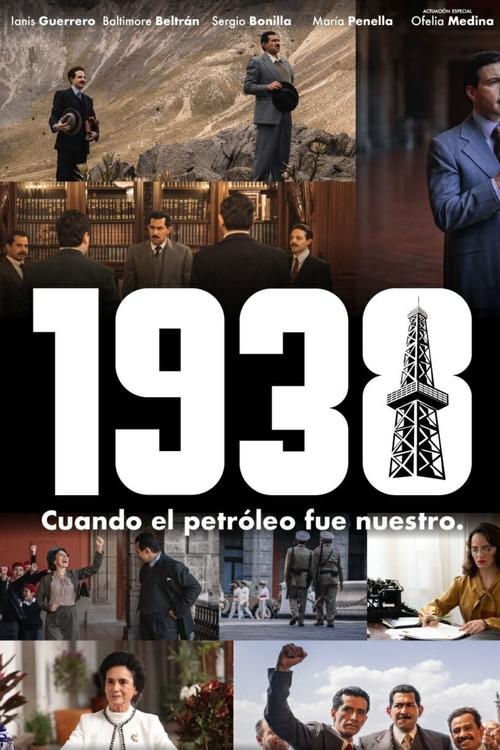 ACTUACIÓN ESPECIAL
Ianis Guerrero Baltimore Beltrán Sergio Bonilla María Penella Ofelia Medina
1938
Cuando el petróleo fue nuestro.